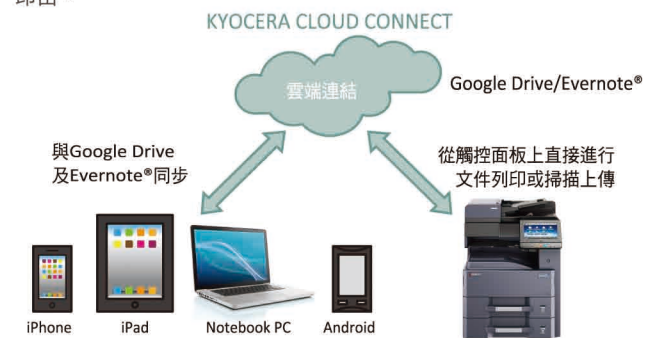 印出。
KYOCERA CLOUD CONNECT
雲端連結
Google Drive/Evernote®
與Google Drive
及Evernote®同步
從觸控面板上直接進行
文件列印或掃描上傳
iPhone
iPad
Notebook PC
Android